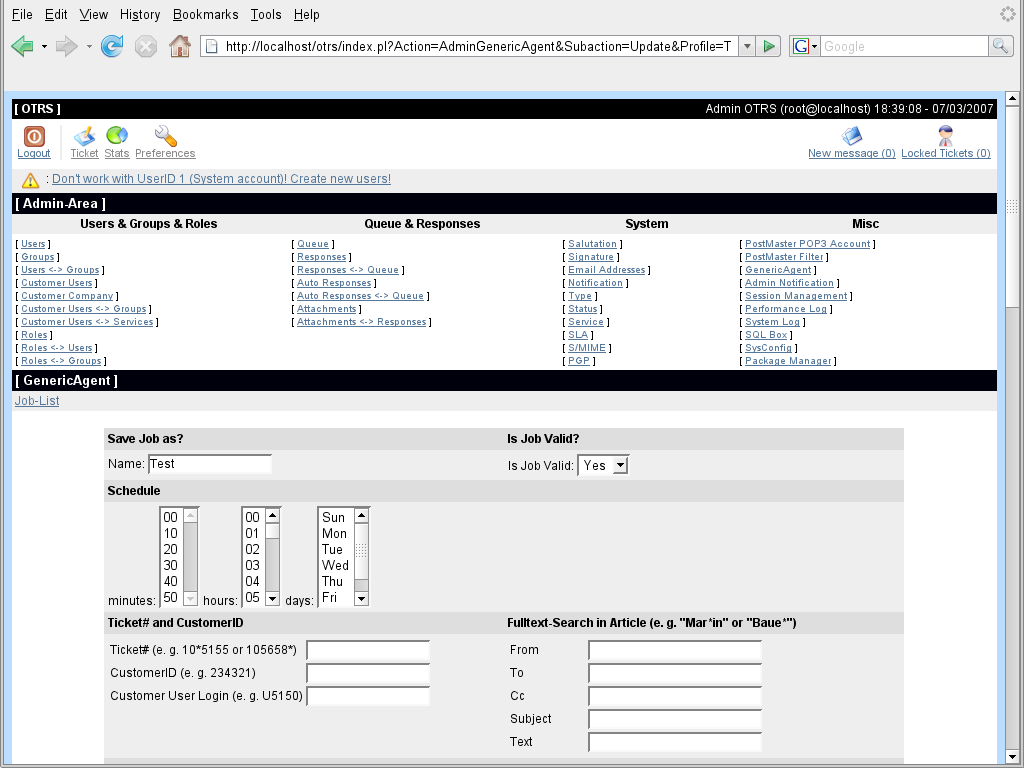 File Edit View History Bookmarks Tools Help
http://localhost/otrs/index.pl?Action=AdminGenericAgent&Subaction=Update&Profile=T
G Google
[ OTRS ] Admin OTRS (root@localhost) 18:39:08 - 07/03/2007
Logout Ticket Stats Preferences New message (0) Locked Tickets (0)
: Don't work with UserID 1 (System account)! Create new users!
[ Admin-Area ]
Users & Groups & Roles Queue & Responses System Misc
[ Users ] [ Queue ] [ Salutation ] [ PostMaster POP3 Account ]
[ Groups ] [ Responses ] [ Signature ] [ PostMaster Filter ]
[ Users <-> Groups ] [ Responses <-> Queue ] [ Email Addresses ] [ GenericAgent ]
[ Customer Users ] [ Auto Responses ] [ Notification ] [ Admin Notification ]
[ Customer Company ] [ Auto Responses <-> Queue ] [ Type ] [ Session Management ]
[ Customer Users <-> Groups ] [ Attachments ] [ Status ] [ Performance Log ]
[ Customer Users <-> Services ] [ Attachments <-> Responses ] [ Service ] [ System Log ]
[ Roles ] [ SLA ] [ SQL Box ]
[ Roles <-> Users ] [ S/MIME ] [ SysConfig ]
[ Roles <-> Groups ] [ PGP ] [ Package Manager ]
[ GenericAgent ]
Job-List
Save Job as? Is Job Valid?
Name: Test Is Job Valid: Yes
Schedule
00 00 Sun
10 01 Mon
20 02 Tue
30 03 Wed
40 04 Thu
minutes: 50 hours: 05 days: Fri
Ticket# and CustomerID Fulltext-Search in Article (e. g. "Mar*in" or "Baue*")
Ticket# (e. g. 10*5155 or 105658*) From
CustomerID (e. g. 234321) To
Customer User Login (e. g. U5150) Cc
Subject
Text